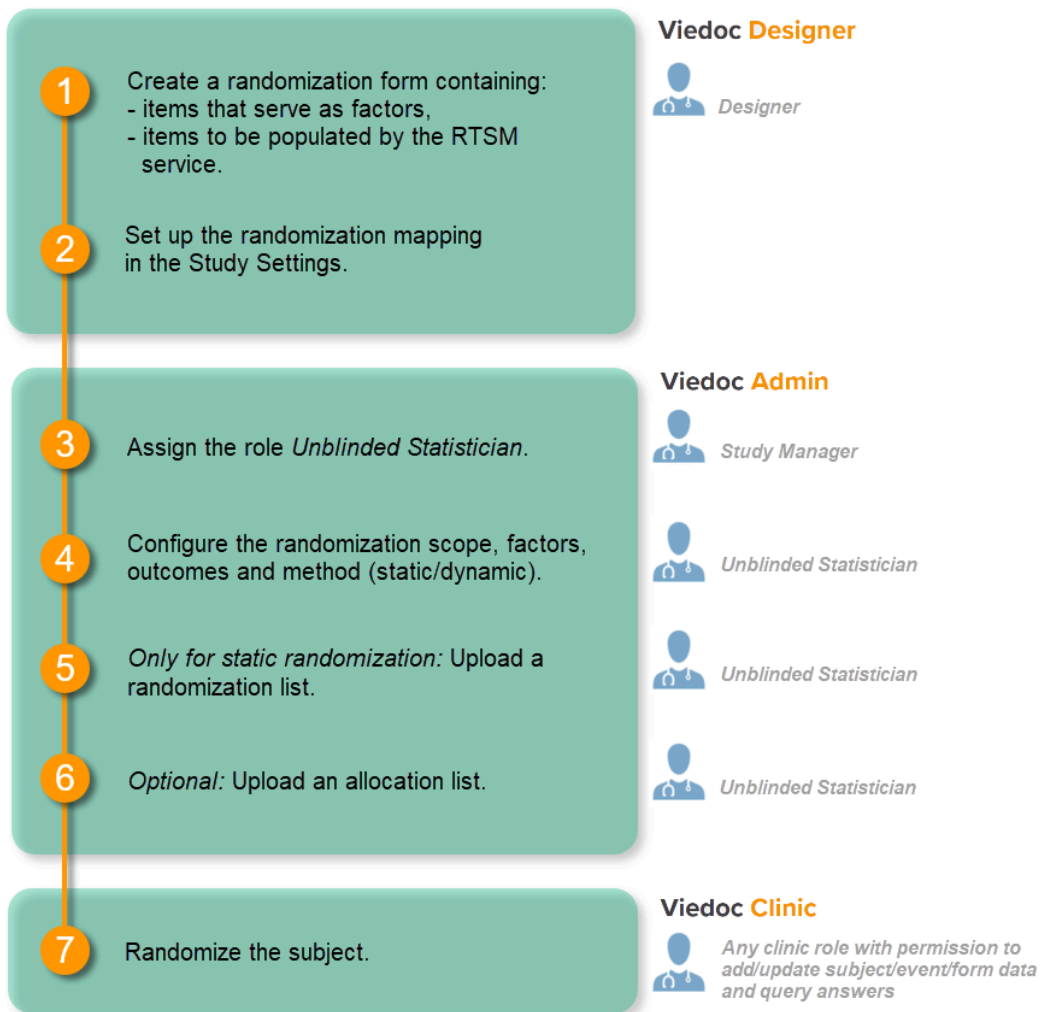 Viedoc Designer
1
Create a randomization form containing:
- items that serve as factors,
- items to be populated by the RTSM
service.
Designer
2
Set up the randomization mapping
in the Study Settings.
Viedoc Admin
3
Assign the role Unblinded Statistician.
Study Manager
4
Configure the randomization scope, factors,
outcomes and method (static/dynamic).
Unblinded Statistician
5
Only for static randomization: Upload a
randomization list.
Unblinded Statistician
6
Optional: Upload an allocation list.
Unblinded Statistician
Viedoc Clinic
7
Randomize the subject.
Any clinic role with permission to
add/update subject/event/form data
and query answers